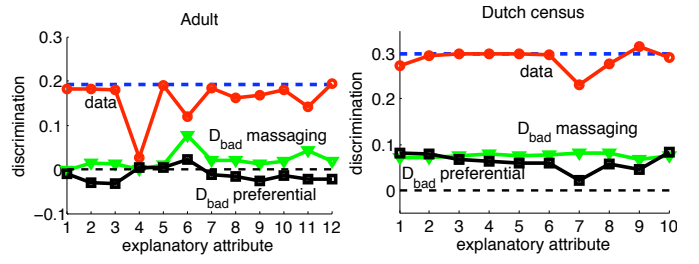 Adult
discrimination
0.3
0.2
0.1
0
−0.1
data
D_bad massaging
D_bad preferential
1 2 3 4 5 6 7 8 9 10 11 12
explanatory attribute
Dutch census
discrimination
0.3
0.2
0.1
0
data
D_bad massaging
D_bad preferential
1 2 3 4 5 6 7 8 9 10
explanatory attribute